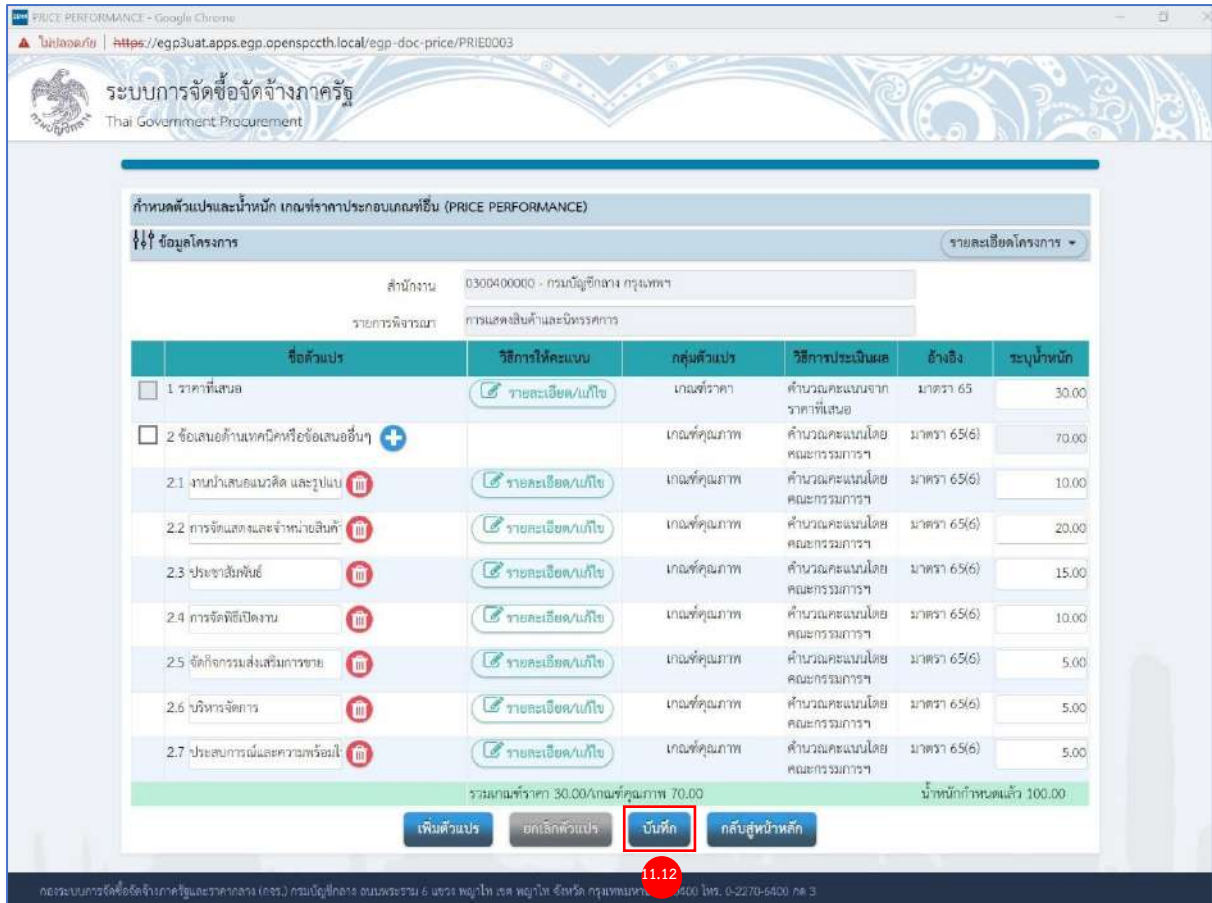 PRICE PERFORMANCE - Google Chrome
ไม่ปลอดภัย | https://egp3uat.apps.egp.openspccth.local/egp-doc-price/PRIE0003
ระบบการจัดซื้อจัดจ้างภาครัฐ
Thai Government Procurement
กรมบัญชีกลาง
กำหนดตัวแปรและน้ำหนัก เกณฑ์ราคาประกอบเกณฑ์อื่น (PRICE PERFORMANCE)
ข้อมูลโครงการ รายละเอียดโครงการ
สำนักงาน 0300400000 - กรมบัญชีกลาง กรุงเทพฯ
รายการพิจารณา การแสดงสินค้าและนิทรรศการ
ชื่อตัวแปร วิธีการให้คะแนน กลุ่มตัวแปร วิธีการประเมินผล อ้างอิง ระบุน้ำหนัก
1 ราคาที่เสนอ รายละเอียด/แก้ไข เกณฑ์ราคา คำนวณคะแนนจาก มาตรา 65 30.00
ราคาที่เสนอ
2 ข้อเสนอด้านเทคนิคหรือข้อเสนออื่นๆ เกณฑ์คุณภาพ คำนวณคะแนนโดย มาตรา 65(6) 70.00
คณะกรรมการฯ
2.1 งานนำเสนอแนวคิด และรูปแบ รายละเอียด/แก้ไข เกณฑ์คุณภาพ คำนวณคะแนนโดย มาตรา 65(6) 10.00
คณะกรรมการฯ
2.2 การจัดแสดงและจำหน่ายสินค้า รายละเอียด/แก้ไข เกณฑ์คุณภาพ คำนวณคะแนนโดย มาตรา 65(6) 20.00
คณะกรรมการฯ
2.3 ประชาสัมพันธ์ รายละเอียด/แก้ไข เกณฑ์คุณภาพ คำนวณคะแนนโดย มาตรา 65(6) 15.00
คณะกรรมการฯ
2.4 การจัดพิธีเปิดงาน รายละเอียด/แก้ไข เกณฑ์คุณภาพ คำนวณคะแนนโดย มาตรา 65(6) 10.00
คณะกรรมการฯ
2.5 จัดกิจกรรมส่งเสริมการขาย รายละเอียด/แก้ไข เกณฑ์คุณภาพ คำนวณคะแนนโดย มาตรา 65(6) 5.00
คณะกรรมการฯ
2.6 บริหารจัดการ รายละเอียด/แก้ไข เกณฑ์คุณภาพ คำนวณคะแนนโดย มาตรา 65(6) 5.00
คณะกรรมการฯ
2.7 ประสบการณ์และความพร้อมใ รายละเอียด/แก้ไข เกณฑ์คุณภาพ คำนวณคะแนนโดย มาตรา 65(6) 5.00
คณะกรรมการฯ
รวมเกณฑ์ราคา 30.00/เกณฑ์คุณภาพ 70.00 น้ำหนักกำหนดแล้ว 100.00
เพิ่มตัวแปร ยกเลิกตัวแปร บันทึก กลับสู่หน้าหลัก
11.12
กองระบบการจัดซื้อจัดจ้างภาครัฐและราคากลาง (กจร.) กรมบัญชีกลาง ถนนพระราม 6 แขวง พญาไท เขต พญาไท จังหวัด กรุงเทพมหา 0400 โทร. 0-2270-6400 กด 3